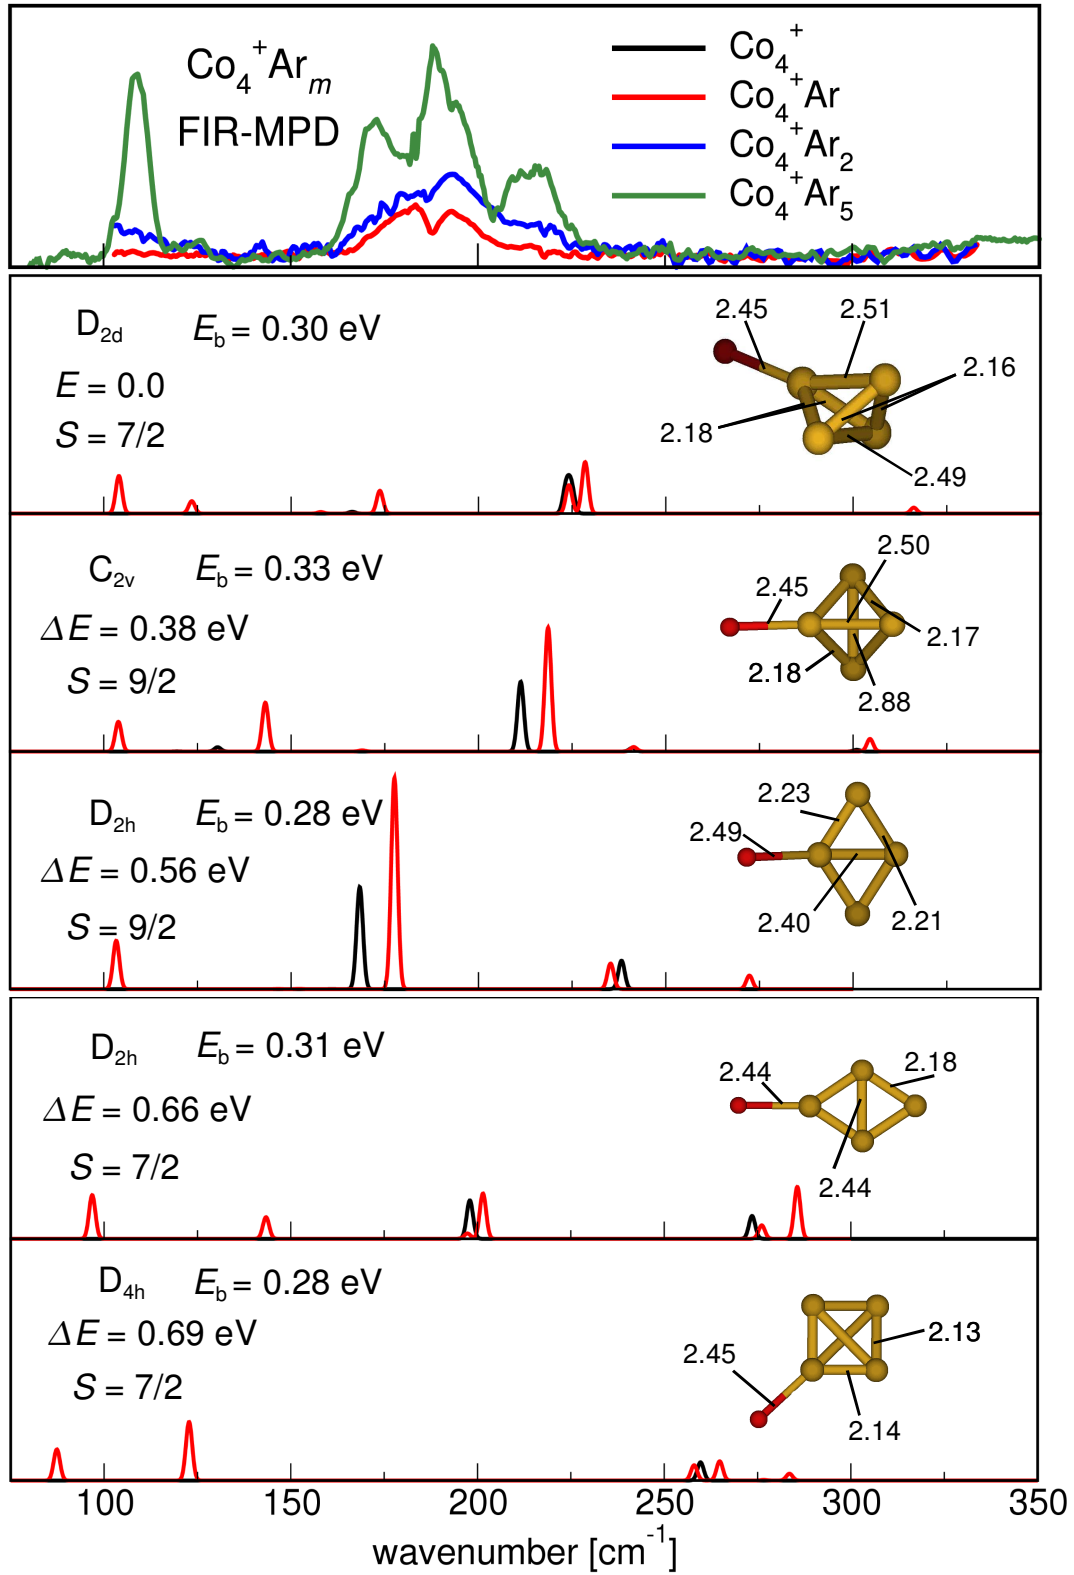 Co4+Arm
FIR-MPD
Co4+
Co4+Ar
Co4+Ar2
Co4+Ar5
D2d Eb = 0.30 eV
E = 0.0
S = 7/2
2.45 2.51
2.16
2.18
2.49
C2v Eb = 0.33 eV
ΔE = 0.38 eV
S = 9/2
2.50
2.45
2.17
2.18
2.88
D2h Eb = 0.28 eV
ΔE = 0.56 eV
S = 9/2
2.23
2.49
2.40 2.21
D2h Eb = 0.31 eV
ΔE = 0.66 eV
S = 7/2
2.44 2.18
2.44
D4h Eb = 0.28 eV
ΔE = 0.69 eV
S = 7/2
2.13
2.45
2.14
100 150 200 250 300 350
wavenumber [cm-1]